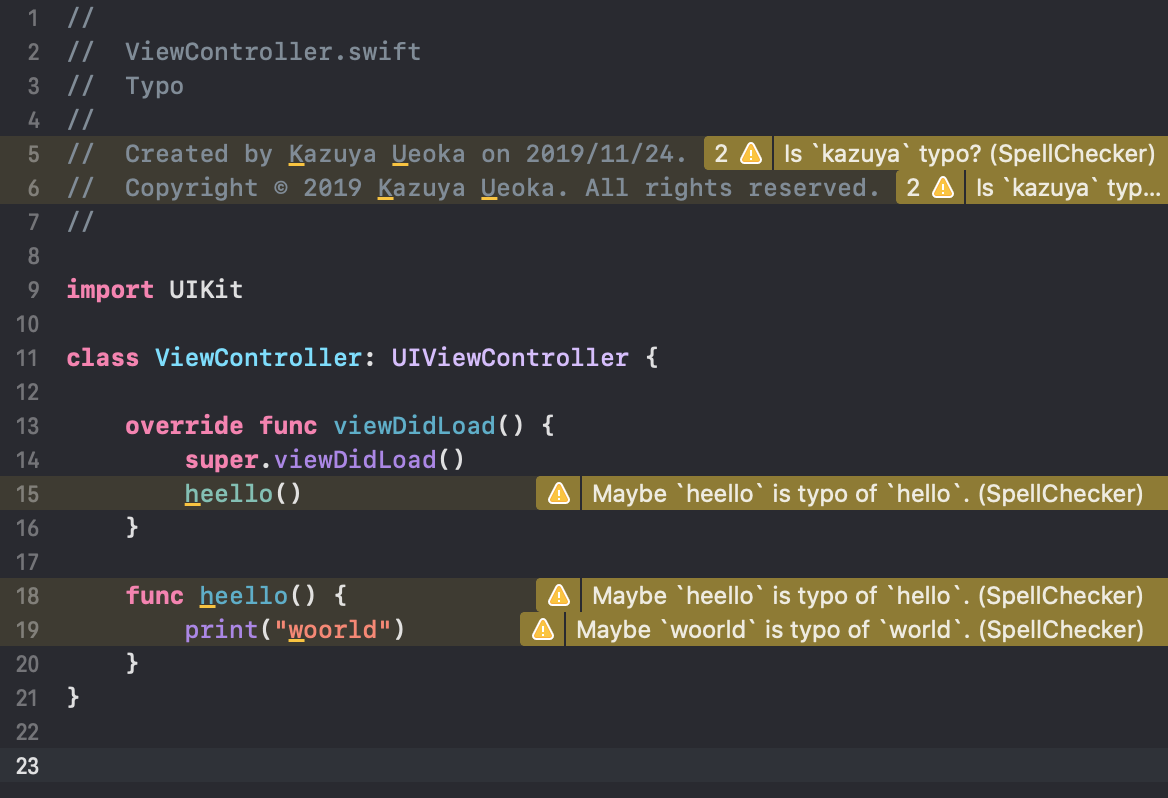 1 //
2 //  ViewController.swift
3 //  Typo
4 //
5 //  Created by Kazuya Ueoka on 2019/11/24. 2 ⚠ Is `kazuya` typo? (SpellChecker)
6 //  Copyright © 2019 Kazuya Ueoka. All rights reserved. 2 ⚠ Is `kazuya` typ...
7 //
8
9 import UIKit
10
11 class ViewController: UIViewController {
12
13     override func viewDidLoad() {
14         super.viewDidLoad()
15         heello() ⚠ Maybe `heello` is typo of `hello`. (SpellChecker)
16     }
17
18     func heello() { ⚠ Maybe `heello` is typo of `hello`. (SpellChecker)
19         print("woorld") ⚠ Maybe `woorld` is typo of `world`. (SpellChecker)
20     }
21 }
22
23